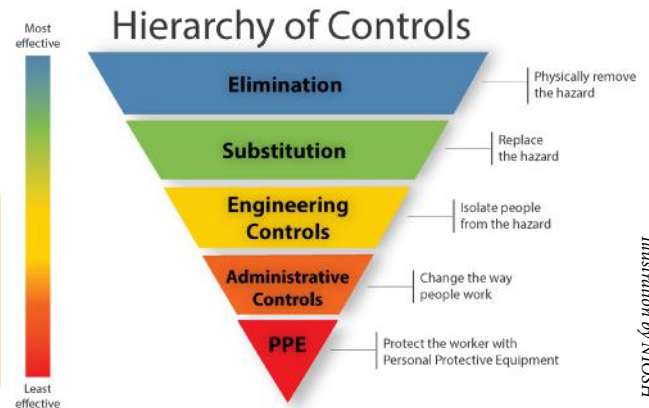 Hierarchy of Controls
Most
effective
Elimination
Physically remove
the hazard
Substitution
Replace
the hazard
Engineering
Controls
Isolate people
from the hazard
Administrative
Controls
Change the way
people work
PPE
Protect the worker with
Personal Protective Equipment
Least
effective
Illustration by NIOSH